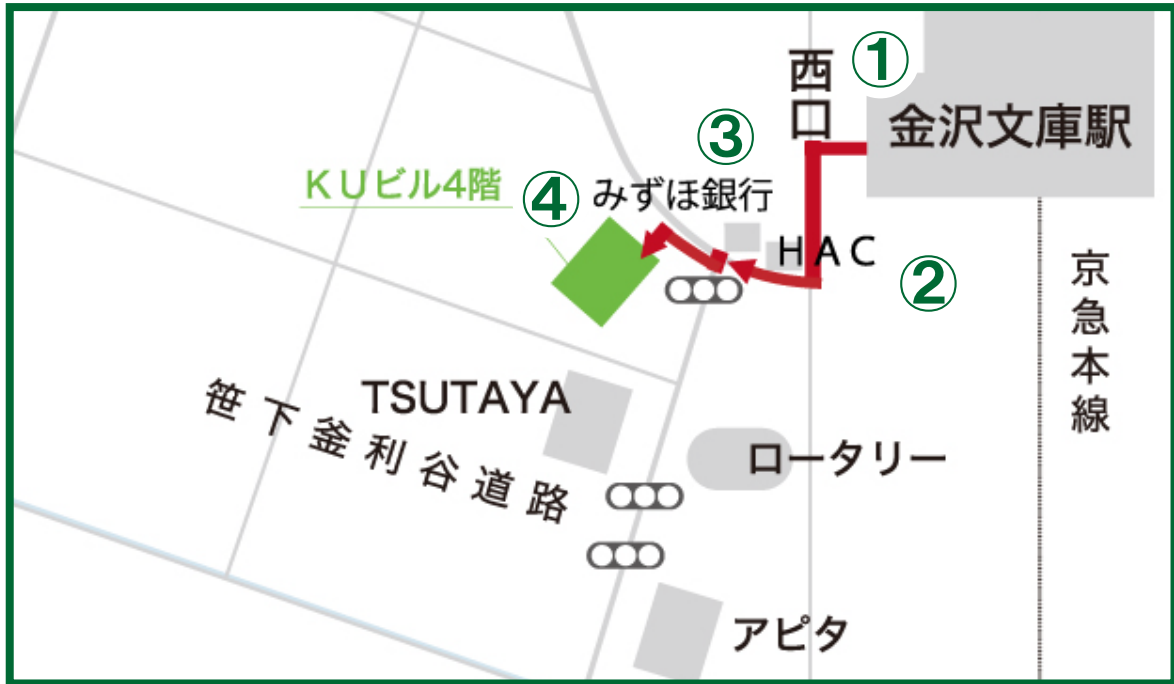 西口
①
金沢文庫駅
③
KUビル4階
④
みずほ銀行
HAC
②
京急本線
TSUTAYA
笹下釜利谷道路
ロータリー
アピタ